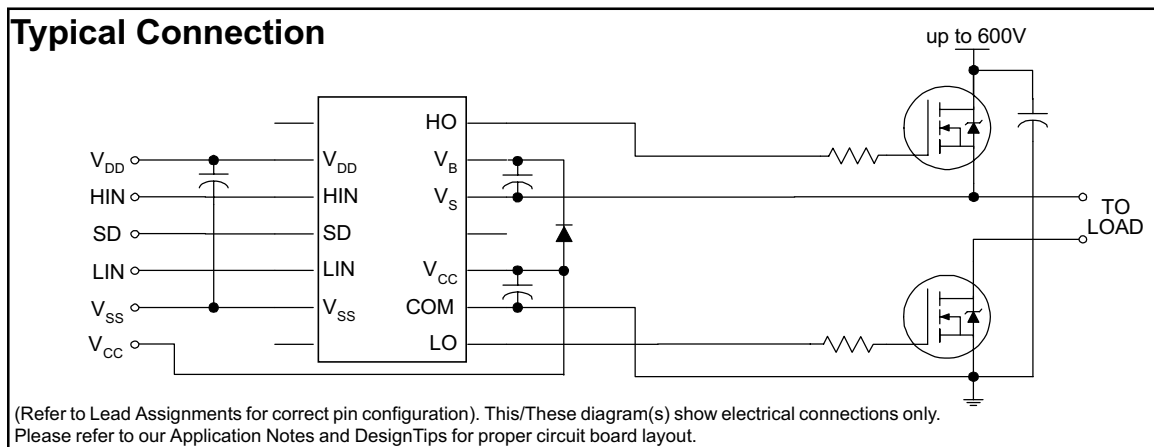 Typical Connection
up to 600V
HO
VDD
VDD
VB
HIN
HIN
VS
TO
LOAD
SD
SD
LIN
LIN
VCC
VSS
VSS
COM
VCC
LO
(Refer to Lead Assignments for correct pin configuration). This/These diagram(s) show electrical connections only.
Please refer to our Application Notes and DesignTips for proper circuit board layout.